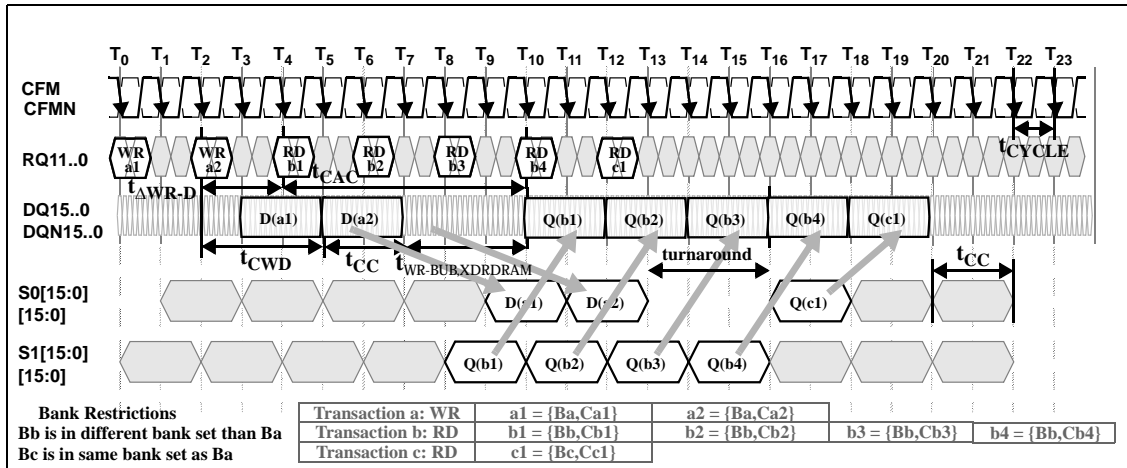 T0 T1 T2 T3 T4 T5 T6 T7 T8 T9 T10 T11 T12 T13 T14 T15 T16 T17 T18 T19 T20 T21 T22 T23
CFM
CFMN
tCYCLE
RQ11..0
WR a1
WR a2
RD b1
RD b2
RD b3
RD b4
RD c1
tΔWR-D
tCAC
DQ15..0
DQN15..0
D(a1) D(a2) Q(b1) Q(b2) Q(b3) Q(b4) Q(c1)
tCWD
tCC
tWR-BUB,XDRDRAM
turnaround
tCC
S0[15:0]
[15:0]
D(a1) D(a2) Q(c1)
S1[15:0]
[15:0]
Q(b1) Q(b2) Q(b3) Q(b4)
Bank Restrictions
Bb is in different bank set than Ba
Bc is in same bank set as Ba
Transaction a: WR a1 = {Ba,Ca1} a2 = {Ba,Ca2}
Transaction b: RD b1 = {Bb,Cb1} b2 = {Bb,Cb2} b3 = {Bb,Cb3} b4 = {Bb,Cb4}
Transaction c: RD c1 = {Bc,Cc1}